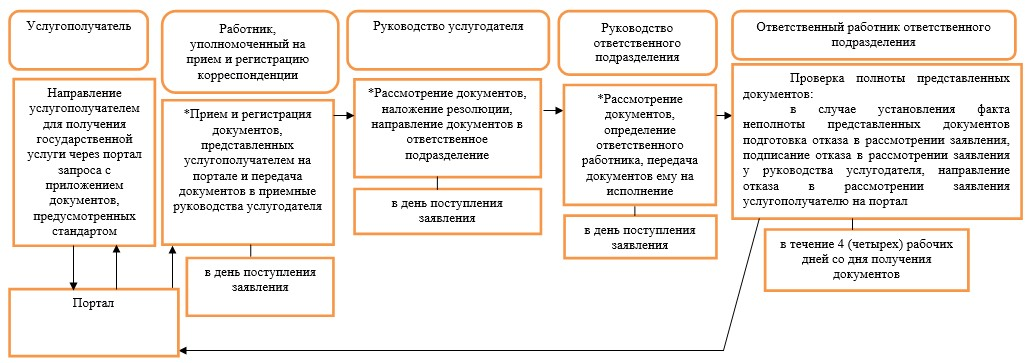 Услугополучатель
Работник,
уполномоченный на
прием и регистрацию
корреспонденции
Руководство услугодателя
Руководство
ответственного
подразделения
Ответственный работник ответственного
подразделения
Направление
услугополучателем
для получения
государственной
услуги через портал
запроса с
приложением
документов,
предусмотренных
стандартом
*Прием и регистрация
документов,
представленных
услугополучателем на
портале и передача
документов в приемные
руководства услугодателя
*Рассмотрение документов,
наложение резолюции,
направление документов в
ответственное
подразделение
*Рассмотрение
документов,
определение
ответственного
работника, передача
документов ему на
исполнение
Проверка полноты представленных
документов:
в случае установления факта
неполноты представленных документов
подготовка отказа в рассмотрении заявления,
подписание отказа в рассмотрении заявления
у руководства услугодателя, направление
отказа в рассмотрении заявления
услугополучателю на портал
в день поступления
заявления
в день поступления
заявления
в день поступления
заявления
в течение 4 (четырех) рабочих
дней со дня получения
документов
Портал